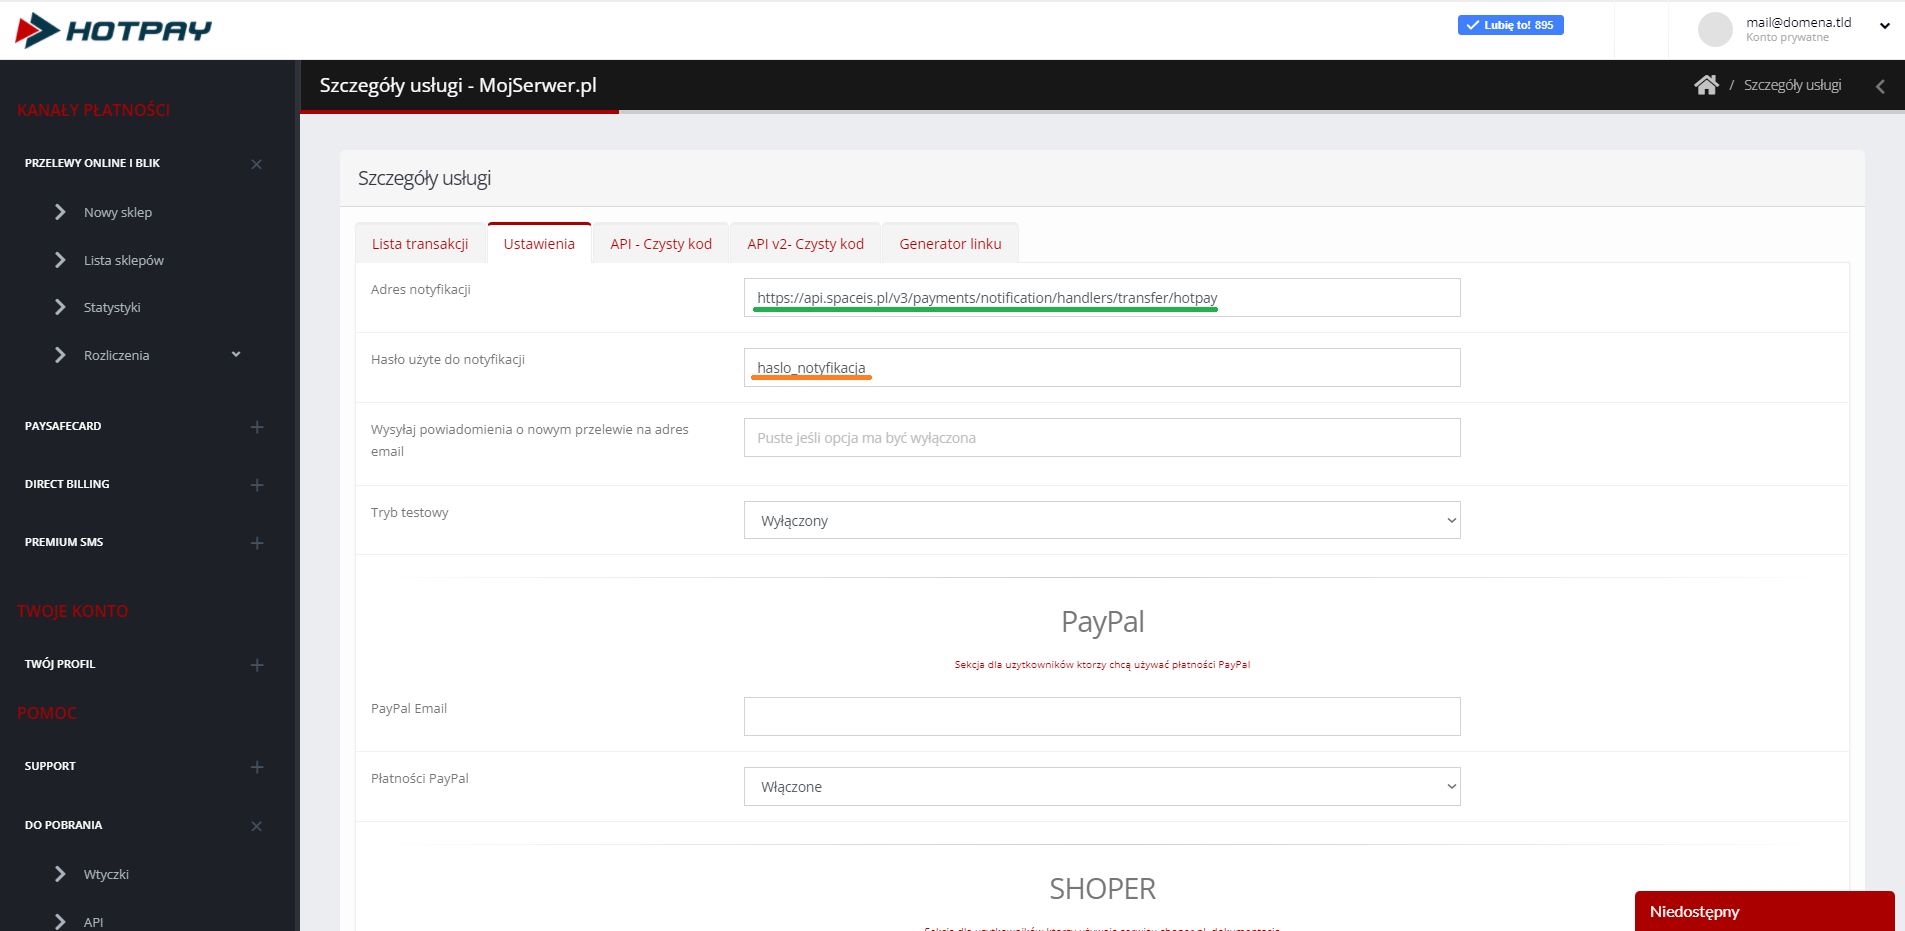 HOTPAY
Lubię to! 895
mail@domena.tld
Konto prywatne
KANAŁY PŁATNOŚCI
PRZELEWY ONLINE I BLIK
Nowy sklep
Lista sklepów
Statystyki
Rozliczenia
PAYSAFECARD
DIRECT BILLING
PREMIUM SMS
TWOJE KONTO
TWÓJ PROFIL
POMOC
SUPPORT
DO POBRANIA
Wtyczki
API
Szczegóły usługi - MojSerwer.pl
/ Szczegóły usługi
Szczegóły usługi
Lista transakcji
Ustawienia
API - Czysty kod
API v2- Czysty kod
Generator linku
Adres notyfikacji
https://api.spaceis.pl/v3/payments/notification/handlers/transfer/hotpay
Hasło użyte do notyfikacji
haslo_notyfikacja
Wysyłaj powiadomienia o nowym przelewie na adres
email
Puste jeśli opcja ma być wyłączona
Tryb testowy
Wyłączony
PayPal
Sekcja dla uzytkowników ktorzy chcą używać płatności PayPal
PayPal Email
Płatności PayPal
Włączone
SHOPER
Niedostępny